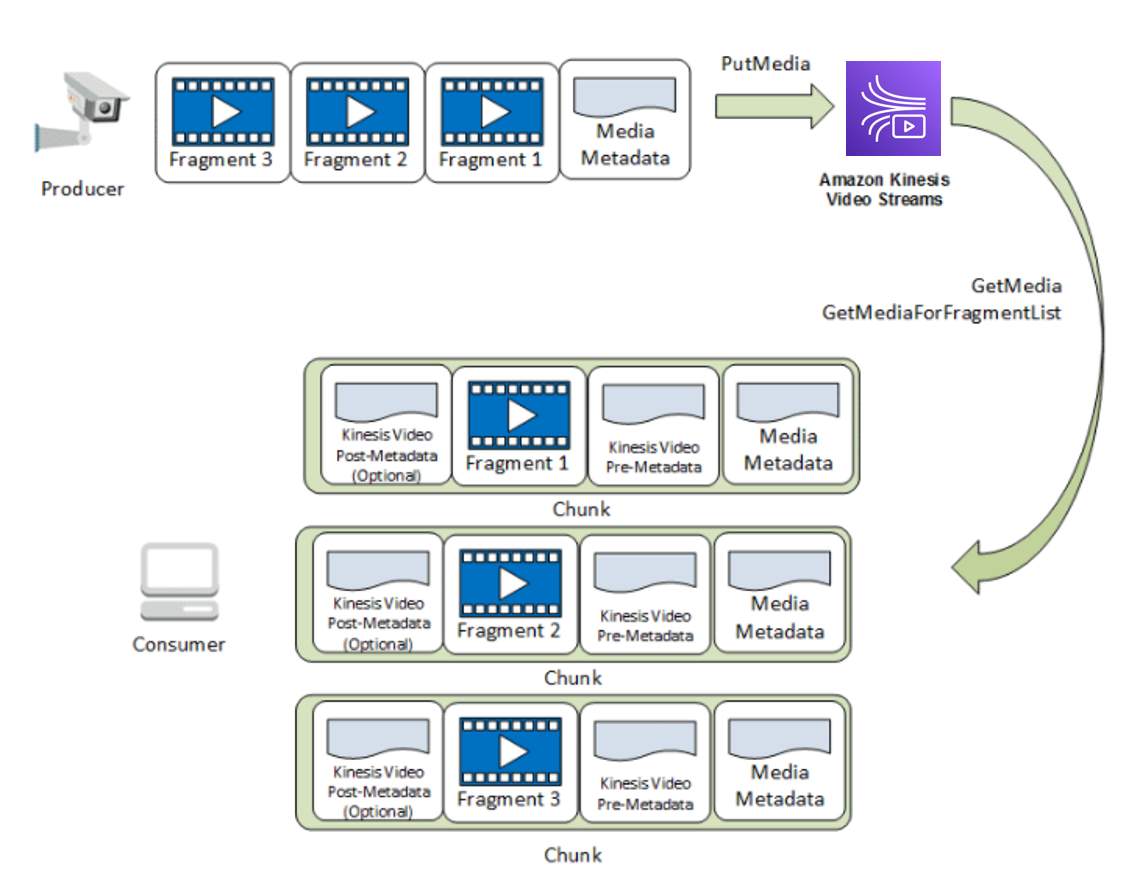 PutMedia
Fragment 3
Fragment 2
Fragment 1
Media
Metadata
Producer
Amazon Kinesis
Video Streams
GetMedia
GetMediaForFragmentList
Kinesis Video
Post-Metadata
(Optional)
Fragment 1
Kinesis Video
Pre-Metadata
Media
Metadata
Chunk
Kinesis Video
Post-Metadata
(Optional)
Fragment 2
Kinesis Video
Pre-Metadata
Media
Metadata
Consumer
Chunk
Kinesis Video
Post-Metadata
(Optional)
Fragment 3
Kinesis Video
Pre-Metadata
Media
Metadata
Chunk